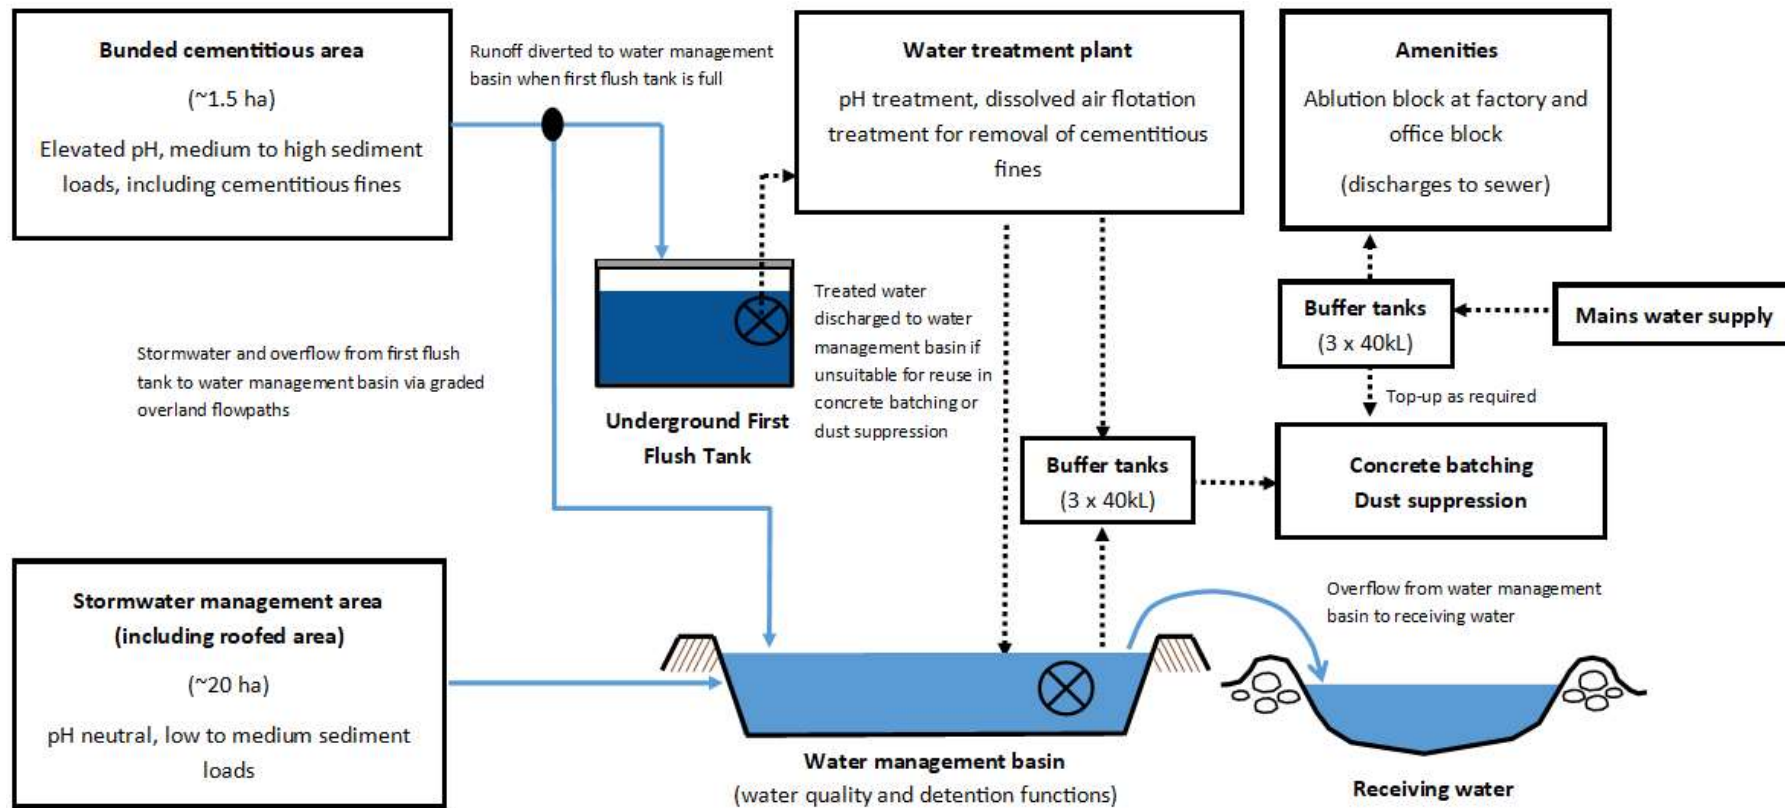 Bunded cementitious area
(~1.5 ha)
Elevated pH, medium to high sediment
loads, including cementitious fines
Runoff diverted to water management
basin when first flush tank is full
Water treatment plant
pH treatment, dissolved air flotation
treatment for removal of cementitious
fines
Amenities
Ablution block at factory and
office block
(discharges to sewer)
Buffer tanks
(3 x 40kL)
Mains water supply
Top-up as required
Stormwater and overflow from first flush
tank to water management basin via graded
overland flowpaths
Underground First
Flush Tank
Treated water
discharged to water
management basin if
unsuitable for reuse in
concrete batching or
dust suppression
Buffer tanks
(3 x 40kL)
Concrete batching
Dust suppression
Stormwater management area
(including roofed area)
(~20 ha)
pH neutral, low to medium sediment
loads
Overflow from water management
basin to receiving water
Water management basin
(water quality and detention functions)
Receiving water